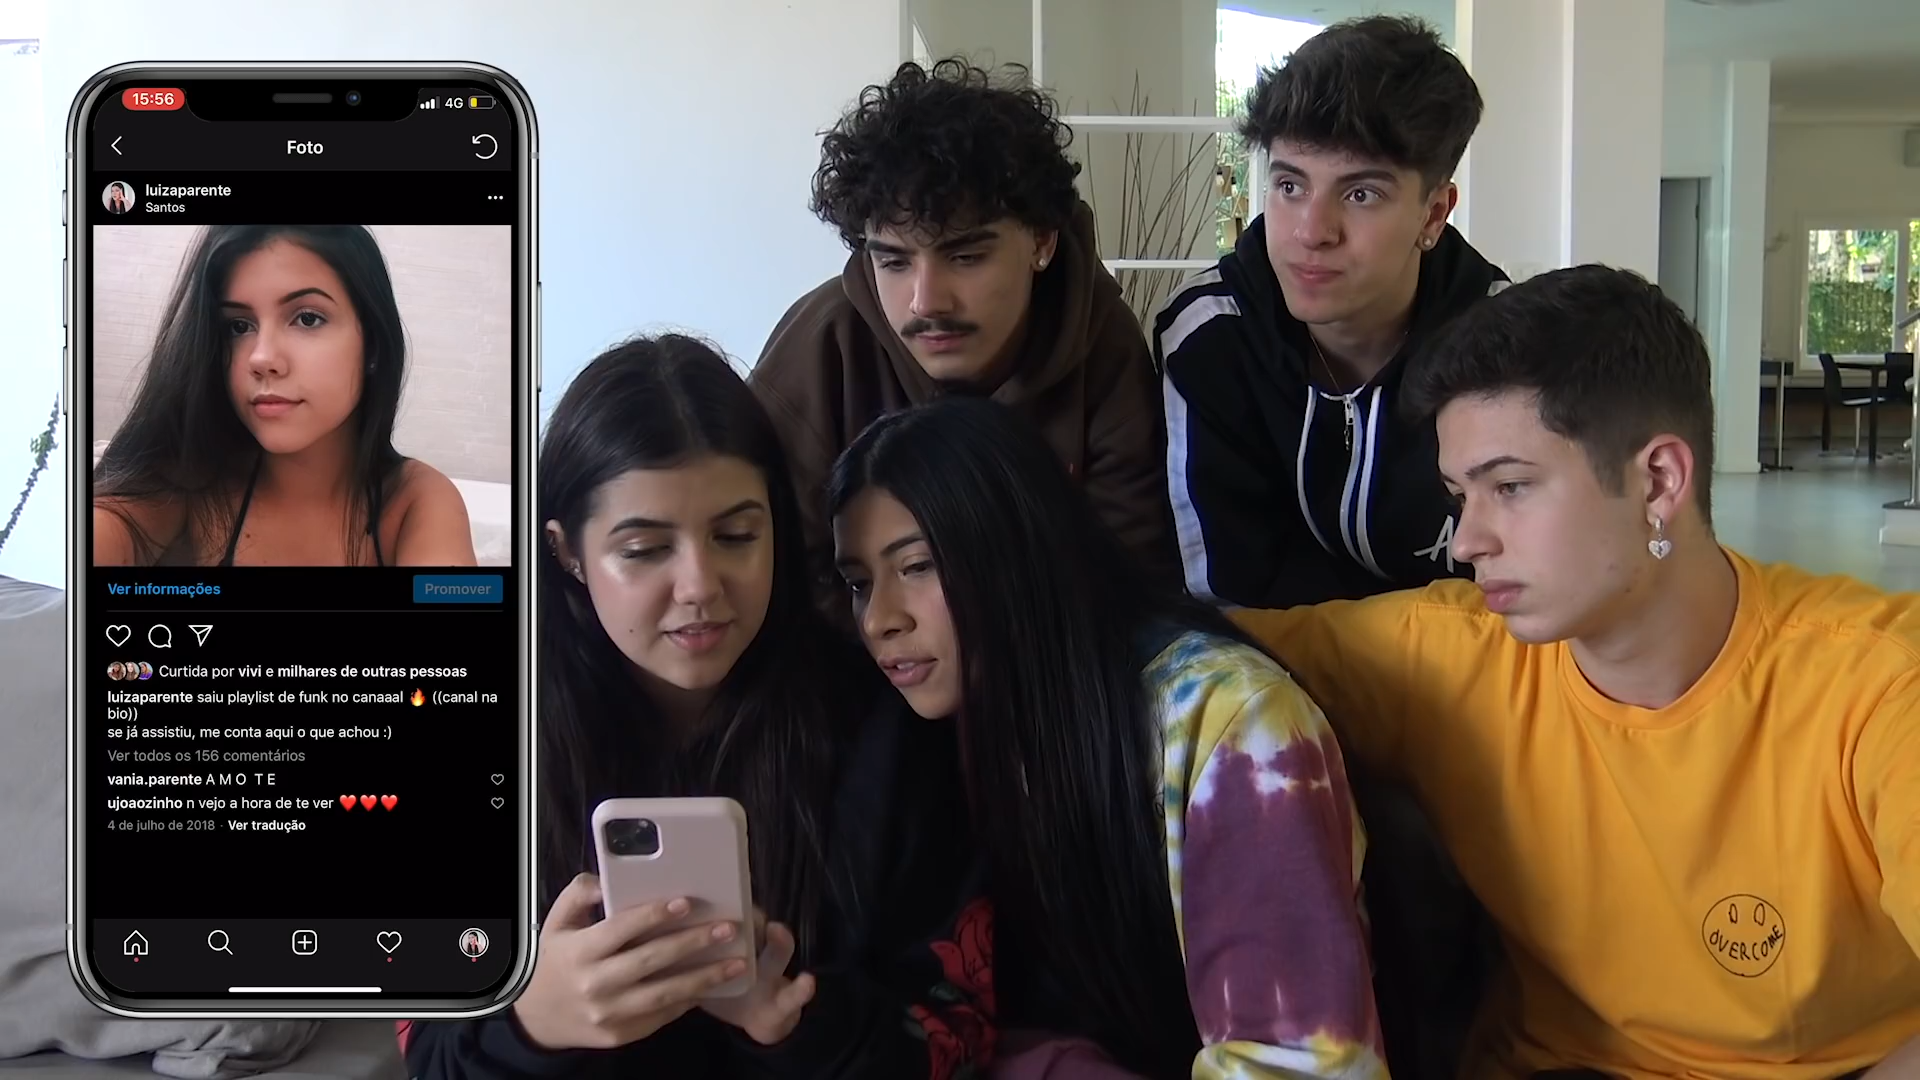 15:56
4G
Foto
luizaparente
Santos
Ver informações
Promover
Curtida por vivi e milhares de outras pessoas
luizaparente saiu playlist de funk no canaaal 🔥 ((canal na
bio))
se já assistiu, me conta aqui o que achou :)
Ver todos os 156 comentários
vania.parente A M O T E
ujoaozinho n vejo a hora de te ver ❤️❤️❤️
4 de julho de 2018 · Ver tradução
OVERCOME